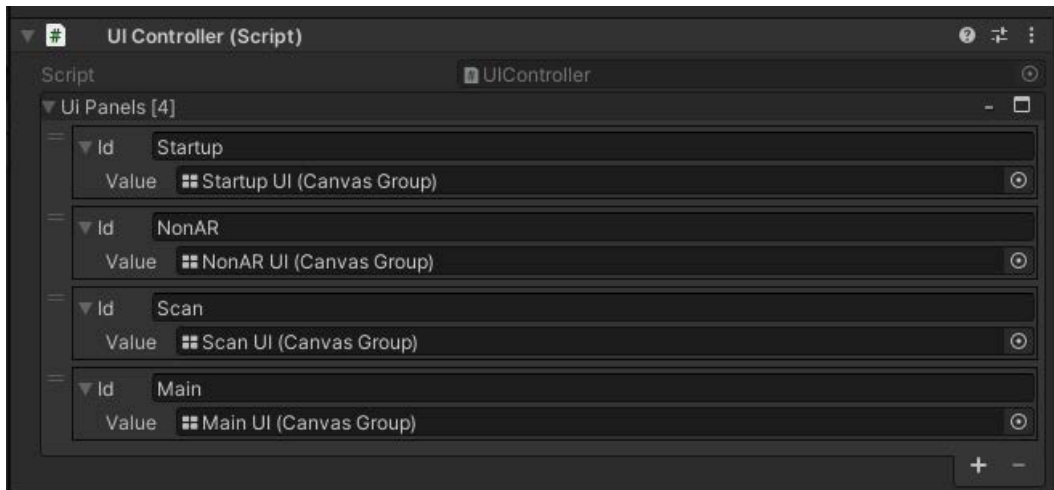 UI Controller (Script)
Script UIController
Ui Panels [4]
Id Startup
Value Startup UI (Canvas Group)
Id NonAR
Value NonAR UI (Canvas Group)
Id Scan
Value Scan UI (Canvas Group)
Id Main
Value Main UI (Canvas Group)